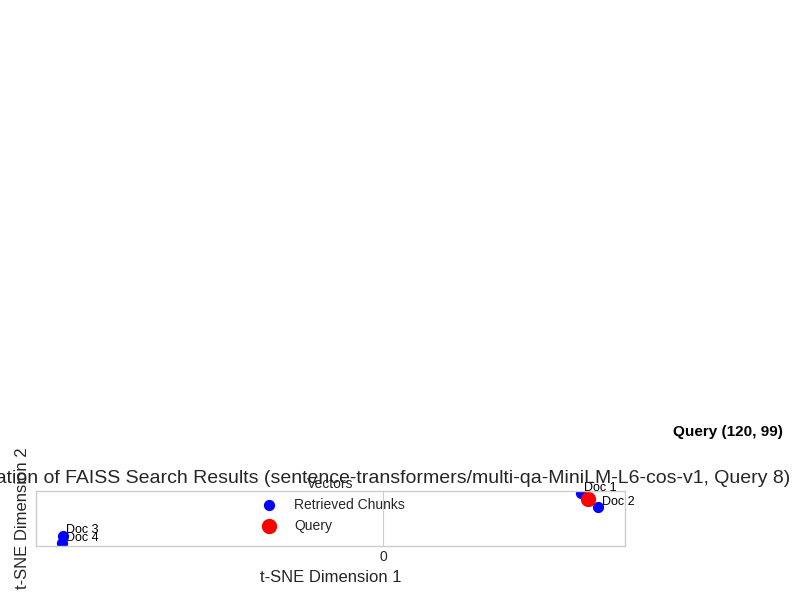 Query (120, 99)
ation of FAISS Search Results (sentence-transformers/multi-qa-MiniLM-L6-cos-v1, Query 8)
t-SNE Dimension 2
Vectors
Retrieved Chunks
Query
Doc 1
Doc 2
Doc 3
Doc 4
0
t-SNE Dimension 1